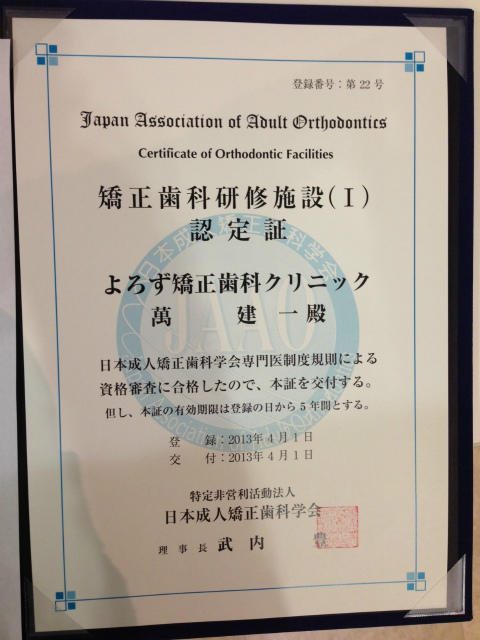 登録番号：第 22 号
Japan Association of Adult Orthodontics
Certificate of Orthodontic Facilities
矯正歯科研修施設(I)
認定証
よろず矯正歯科クリニック
萬 建一殿
日本成人矯正歯科学会専門医制度規則による
資格審査に合格したので、本証を交付する。
但し、本証の有効期限は登録の日から 5 年間とする。
登 録：2013年 4 月 1 日
交 付：2013年 4 月 1 日
特定非営利活動法人
日本成人矯正歯科学会
理 事 長 武 内 豊
JAAO